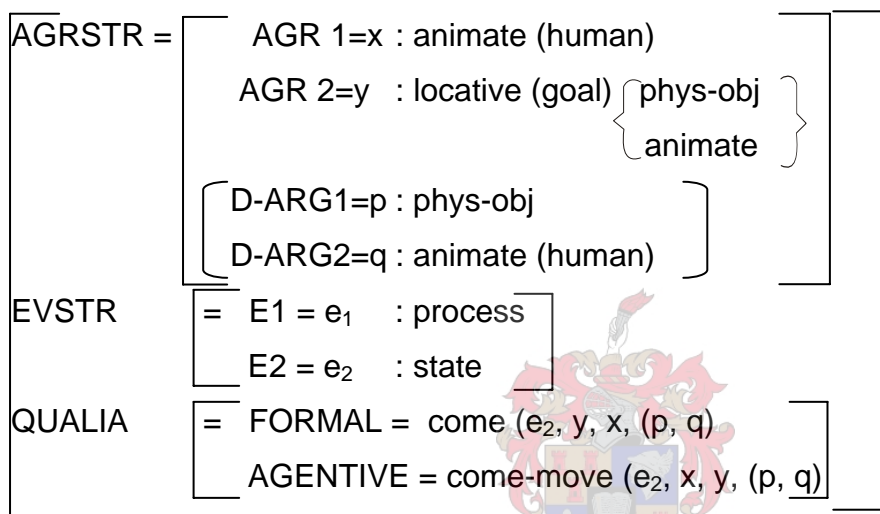 AGRSTR = AGR 1=x : animate (human)
AGR 2=y : locative (goal) phys-obj
animate
D-ARG1=p : phys-obj
D-ARG2=q : animate (human)
EVSTR = E1 = e₁ : process
E2 = e₂ : state
QUALIA = FORMAL = come (e₂, y, x, (p, q)
AGENTIVE = come-move (e₂, x, y, (p, q)